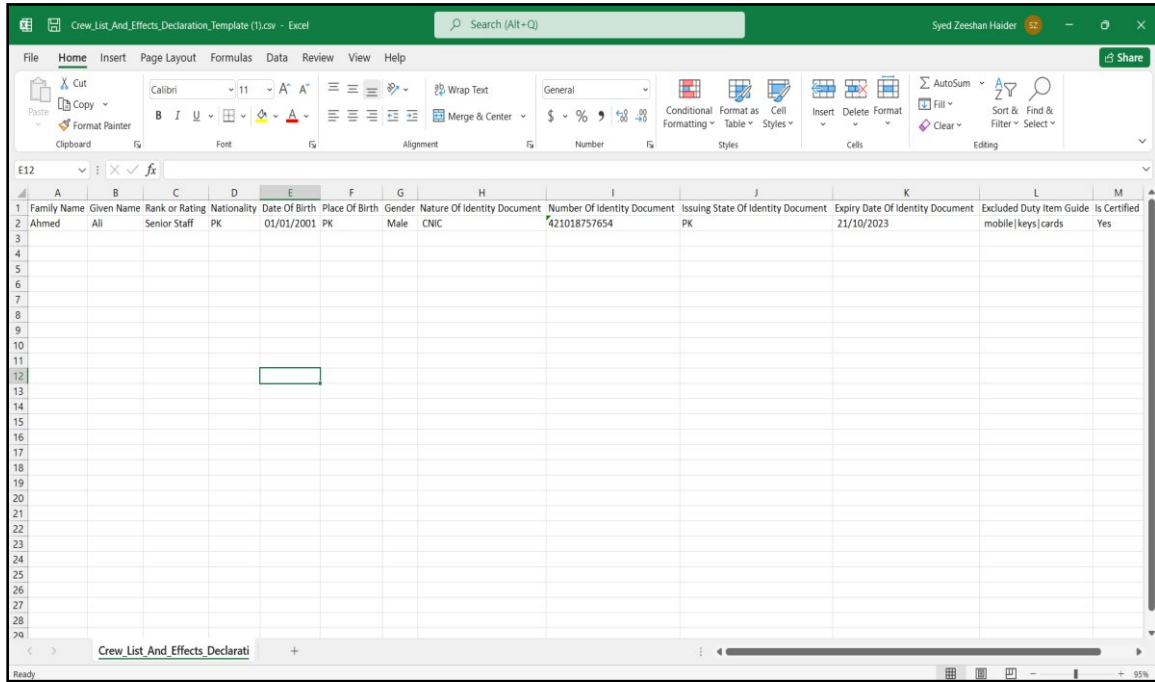 Crew_List_And_Effects_Declaration_Template (1).csv - Excel
Search (Alt+Q)
Syed Zeeshan Haider SZ
File Home Insert Page Layout Formulas Data Review View Help
Share
Paste
Cut
Copy
Format Painter
Clipboard
Calibri 11 A^ A˅
B I U A
Font
Wrap Text
Merge & Center
Alignment
General
$ % 9
Number
Conditional Formatting
Format as Table
Cell Styles
Styles
Insert Delete Format
Cells
AutoSum
Fill
Clear
Sort & Filter
Find & Select
Editing
E12 fx
A B C D E F G H I J K L M
1 Family Name Given Name Rank or Rating Nationality Date Of Birth Place Of Birth Gender Nature Of Identity Document Number Of Identity Document Issuing State Of Identity Document Expiry Date Of Identity Document Excluded Duty Item Guide Is Certified
2 Ahmed Ali Senior Staff PK 01/01/2001 PK Male CNIC 421018757654 PK 21/10/2023 mobile|keys|cards Yes
3
4
5
6
7
8
9
10
11
12
13
14
15
16
17
18
19
20
21
22
23
24
25
26
27
28
29
Crew_List_And_Effects_Declarati +
Ready
95%